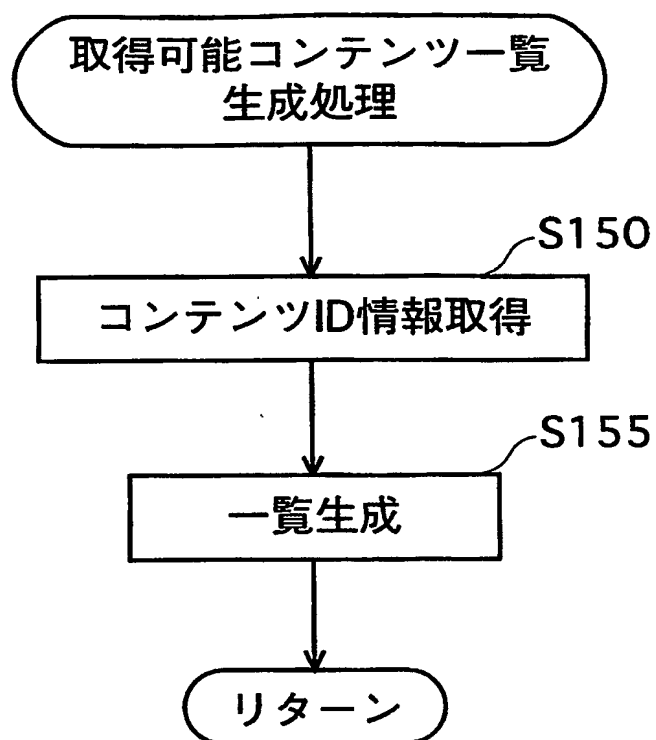 取得可能コンテンツ一覧
生成処理
S150
コンテンツID情報取得
S155
一覧生成
リターン